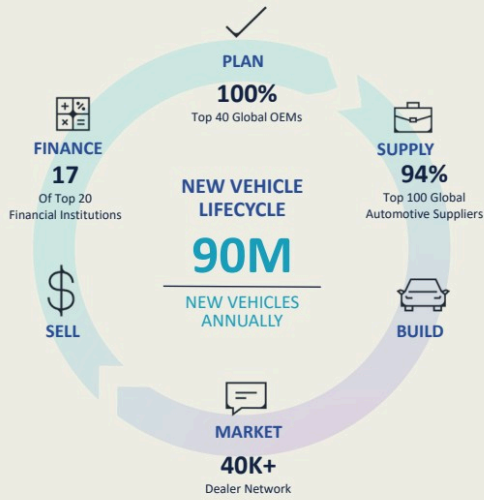 PLAN
100%
Top 40 Global OEMs
SUPPLY
94%
Top 100 Global
Automotive Suppliers
BUILD
MARKET
40K+
Dealer Network
SELL
FINANCE
17
Of Top 20
Financial Institutions
NEW VEHICLE
LIFECYCLE
90M
NEW VEHICLES
ANNUALLY